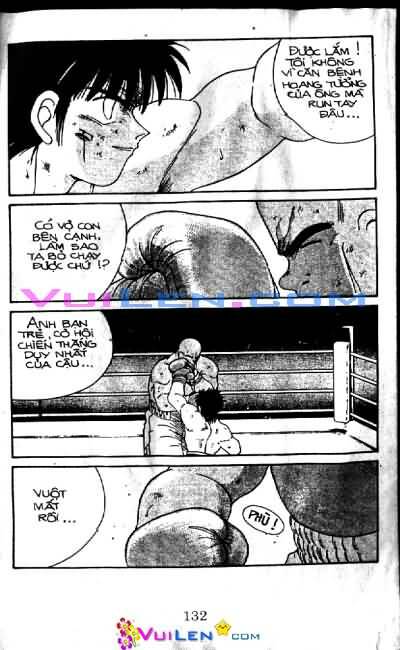 ĐƯỢC LẮM!
TÔI KHÔNG
VÌ CĂN BỆNH
HOANG TƯỞNG
CỦA ÔNG MÀ
RUN TAY
ĐÂU...
CÓ VỢ CON
BÊN CẠNH,
LÀM SAO
TA BỎ CHẠY
ĐƯỢC CHỨ!?
VUILEN.COM
ANH BẠN
TRẺ, CƠ HỘI
CHIẾN THẮNG
DUY NHẤT
CỦA CẬU...
VUỘT
MẤT
RỒI...
PHÙ!
132
VUILEN.COM